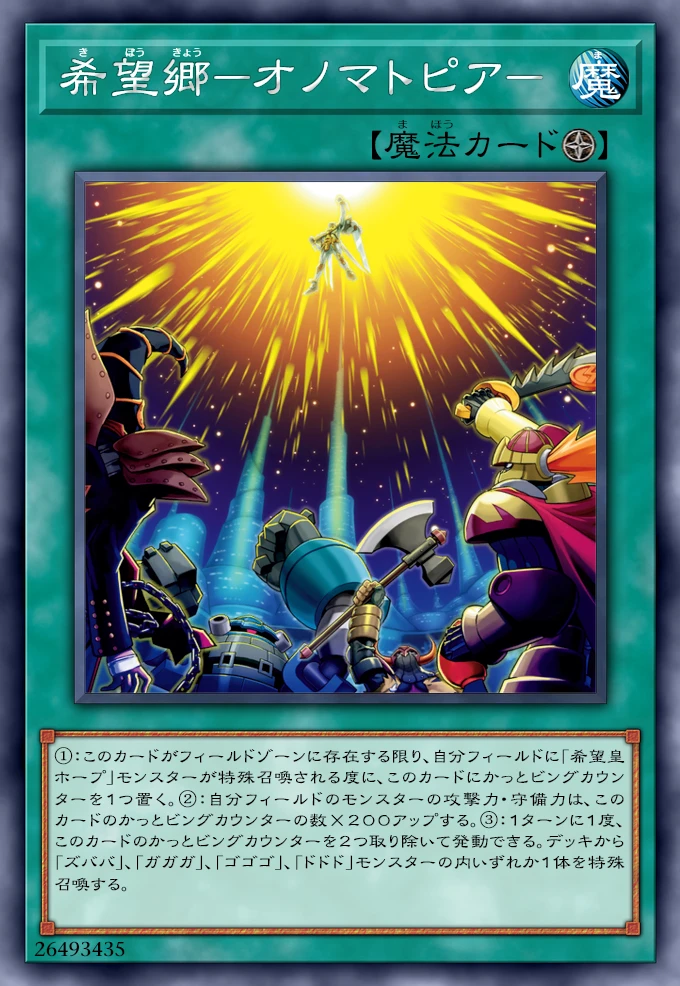 希望郷－オノマトピア－
魔
【魔法カード】
①：このカードがフィールドゾーンに存在する限り、自分フィールドに「希望皇
ホープ」モンスターが特殊召喚される度に、このカードにかっとビングカウン
ターを１つ置く。②：自分フィールドのモンスターの攻撃力・守備力は、この
カードのかっとビングカウンターの数×２００アップする。③：１ターンに１度、
このカードのかっとビングカウンターを２つ取り除いて発動できる。デッキから
「ズババ」、「ガガガ」、「ゴゴゴ」、「ドドド」モンスターの内いずれか１体を特殊
召喚する。
26493435